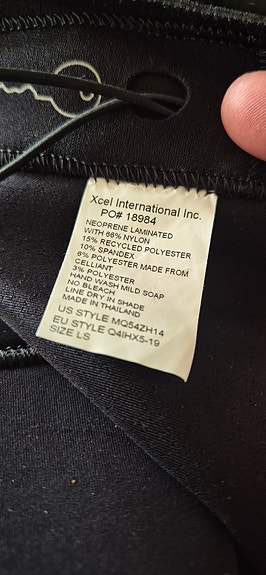 Xcel International Inc.
PO# 18984
NEOPRENE LAMINATED
WITH 66% NYLON
15% RECYCLED POLYESTER
10% SPANDEX
6% POLYESTER MADE FROM
CELLIANT
3% POLYESTER
HAND WASH MILD SOAP
NO BLEACH
LINE DRY IN SHADE
MADE IN THAILAND
US STYLE MQ54ZH14
EU STYLE Q4IHX5-19
SIZE LS